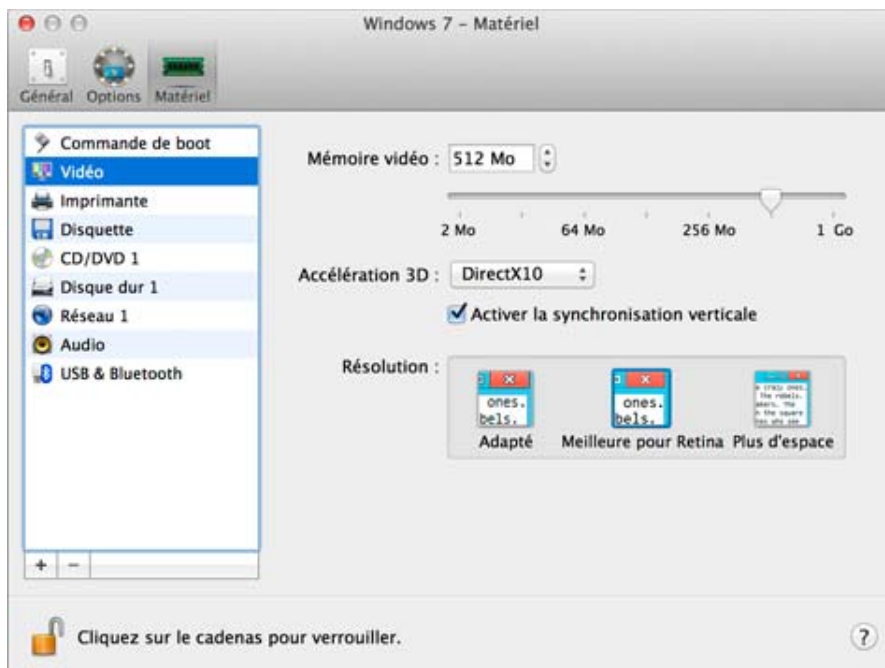 Windows 7 – Matériel
Général Options Matériel
Commande de boot
Vidéo
Imprimante
Disquette
CD/DVD 1
Disque dur 1
Réseau 1
Audio
USB & Bluetooth
+ −
Mémoire vidéo : 512 Mo
2 Mo 64 Mo 256 Mo 1 Go
Accélération 3D : DirectX10
Activer la synchronisation verticale
Résolution :
ones.
bels.
ones.
bels.
The rebels.
Adapté Meilleure pour Retina Plus d'espace
Cliquez sur le cadenas pour verrouiller.
?